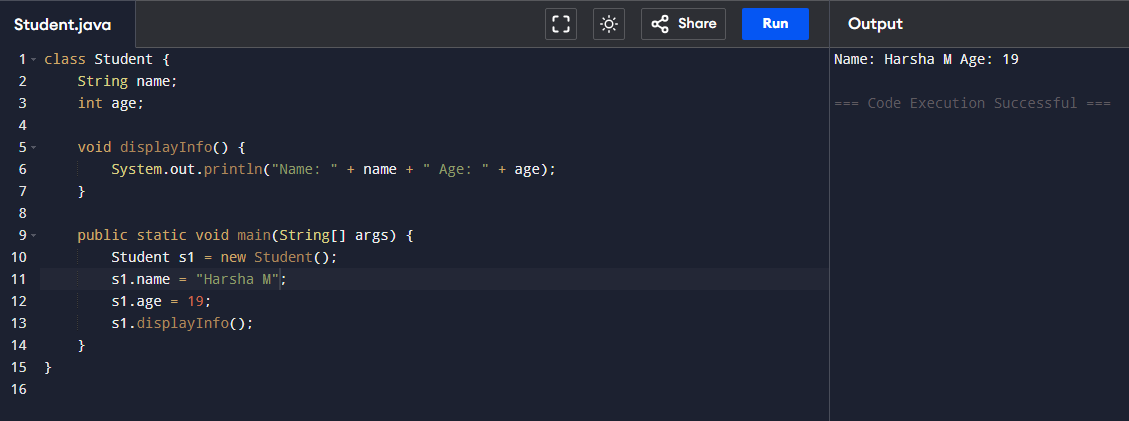 Student.java
Share
Run
Output
1 class Student {
2     String name;
3     int age;
4
5     void displayInfo() {
6         System.out.println("Name: " + name + " Age: " + age);
7     }
8
9     public static void main(String[] args) {
10         Student s1 = new Student();
11         s1.name = "Harsha M";
12         s1.age = 19;
13         s1.displayInfo();
14     }
15 }
16
Name: Harsha M Age: 19
=== Code Execution Successful ===